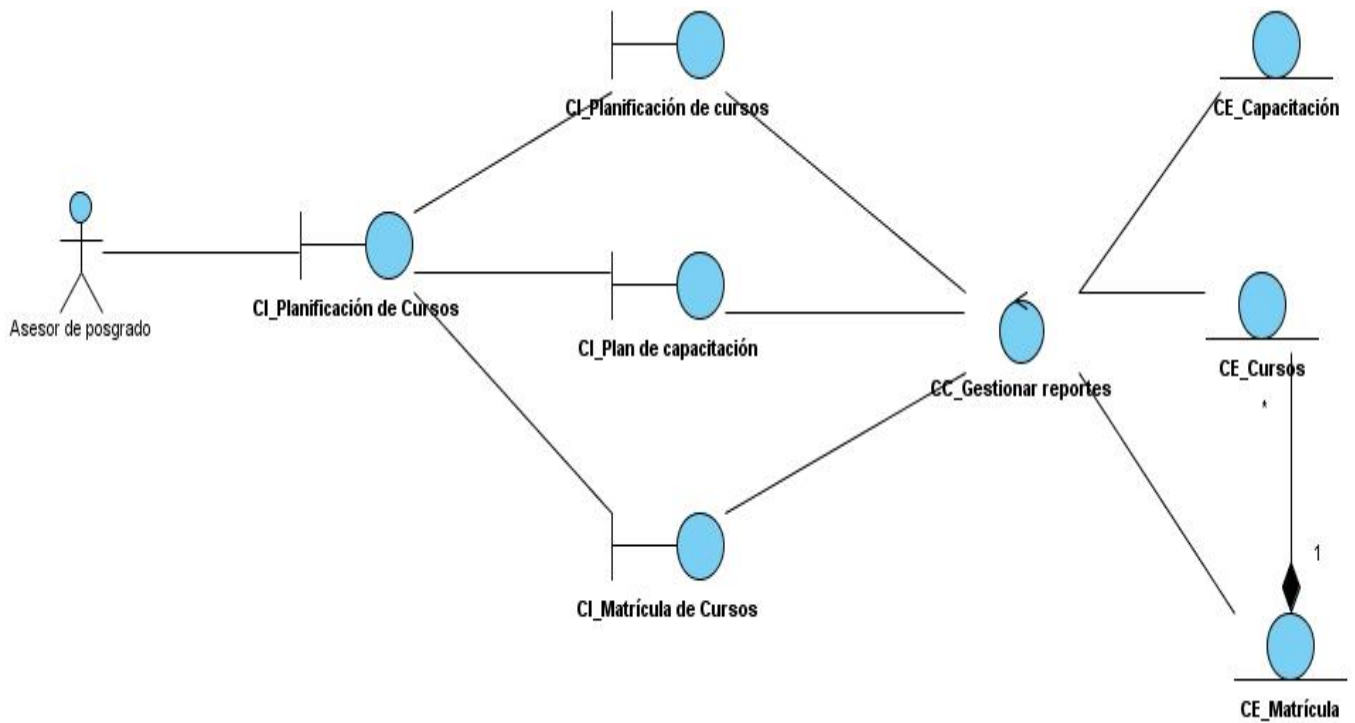 CI_Planificación de cursos
CE_Capacitación
Asesor de posgrado
CI_Planificación de Cursos
CI_Plan de capacitación
CC_Gestionar reportes
CE_Cursos
*
1
CI_Matrícula de Cursos
CE_Matrícula